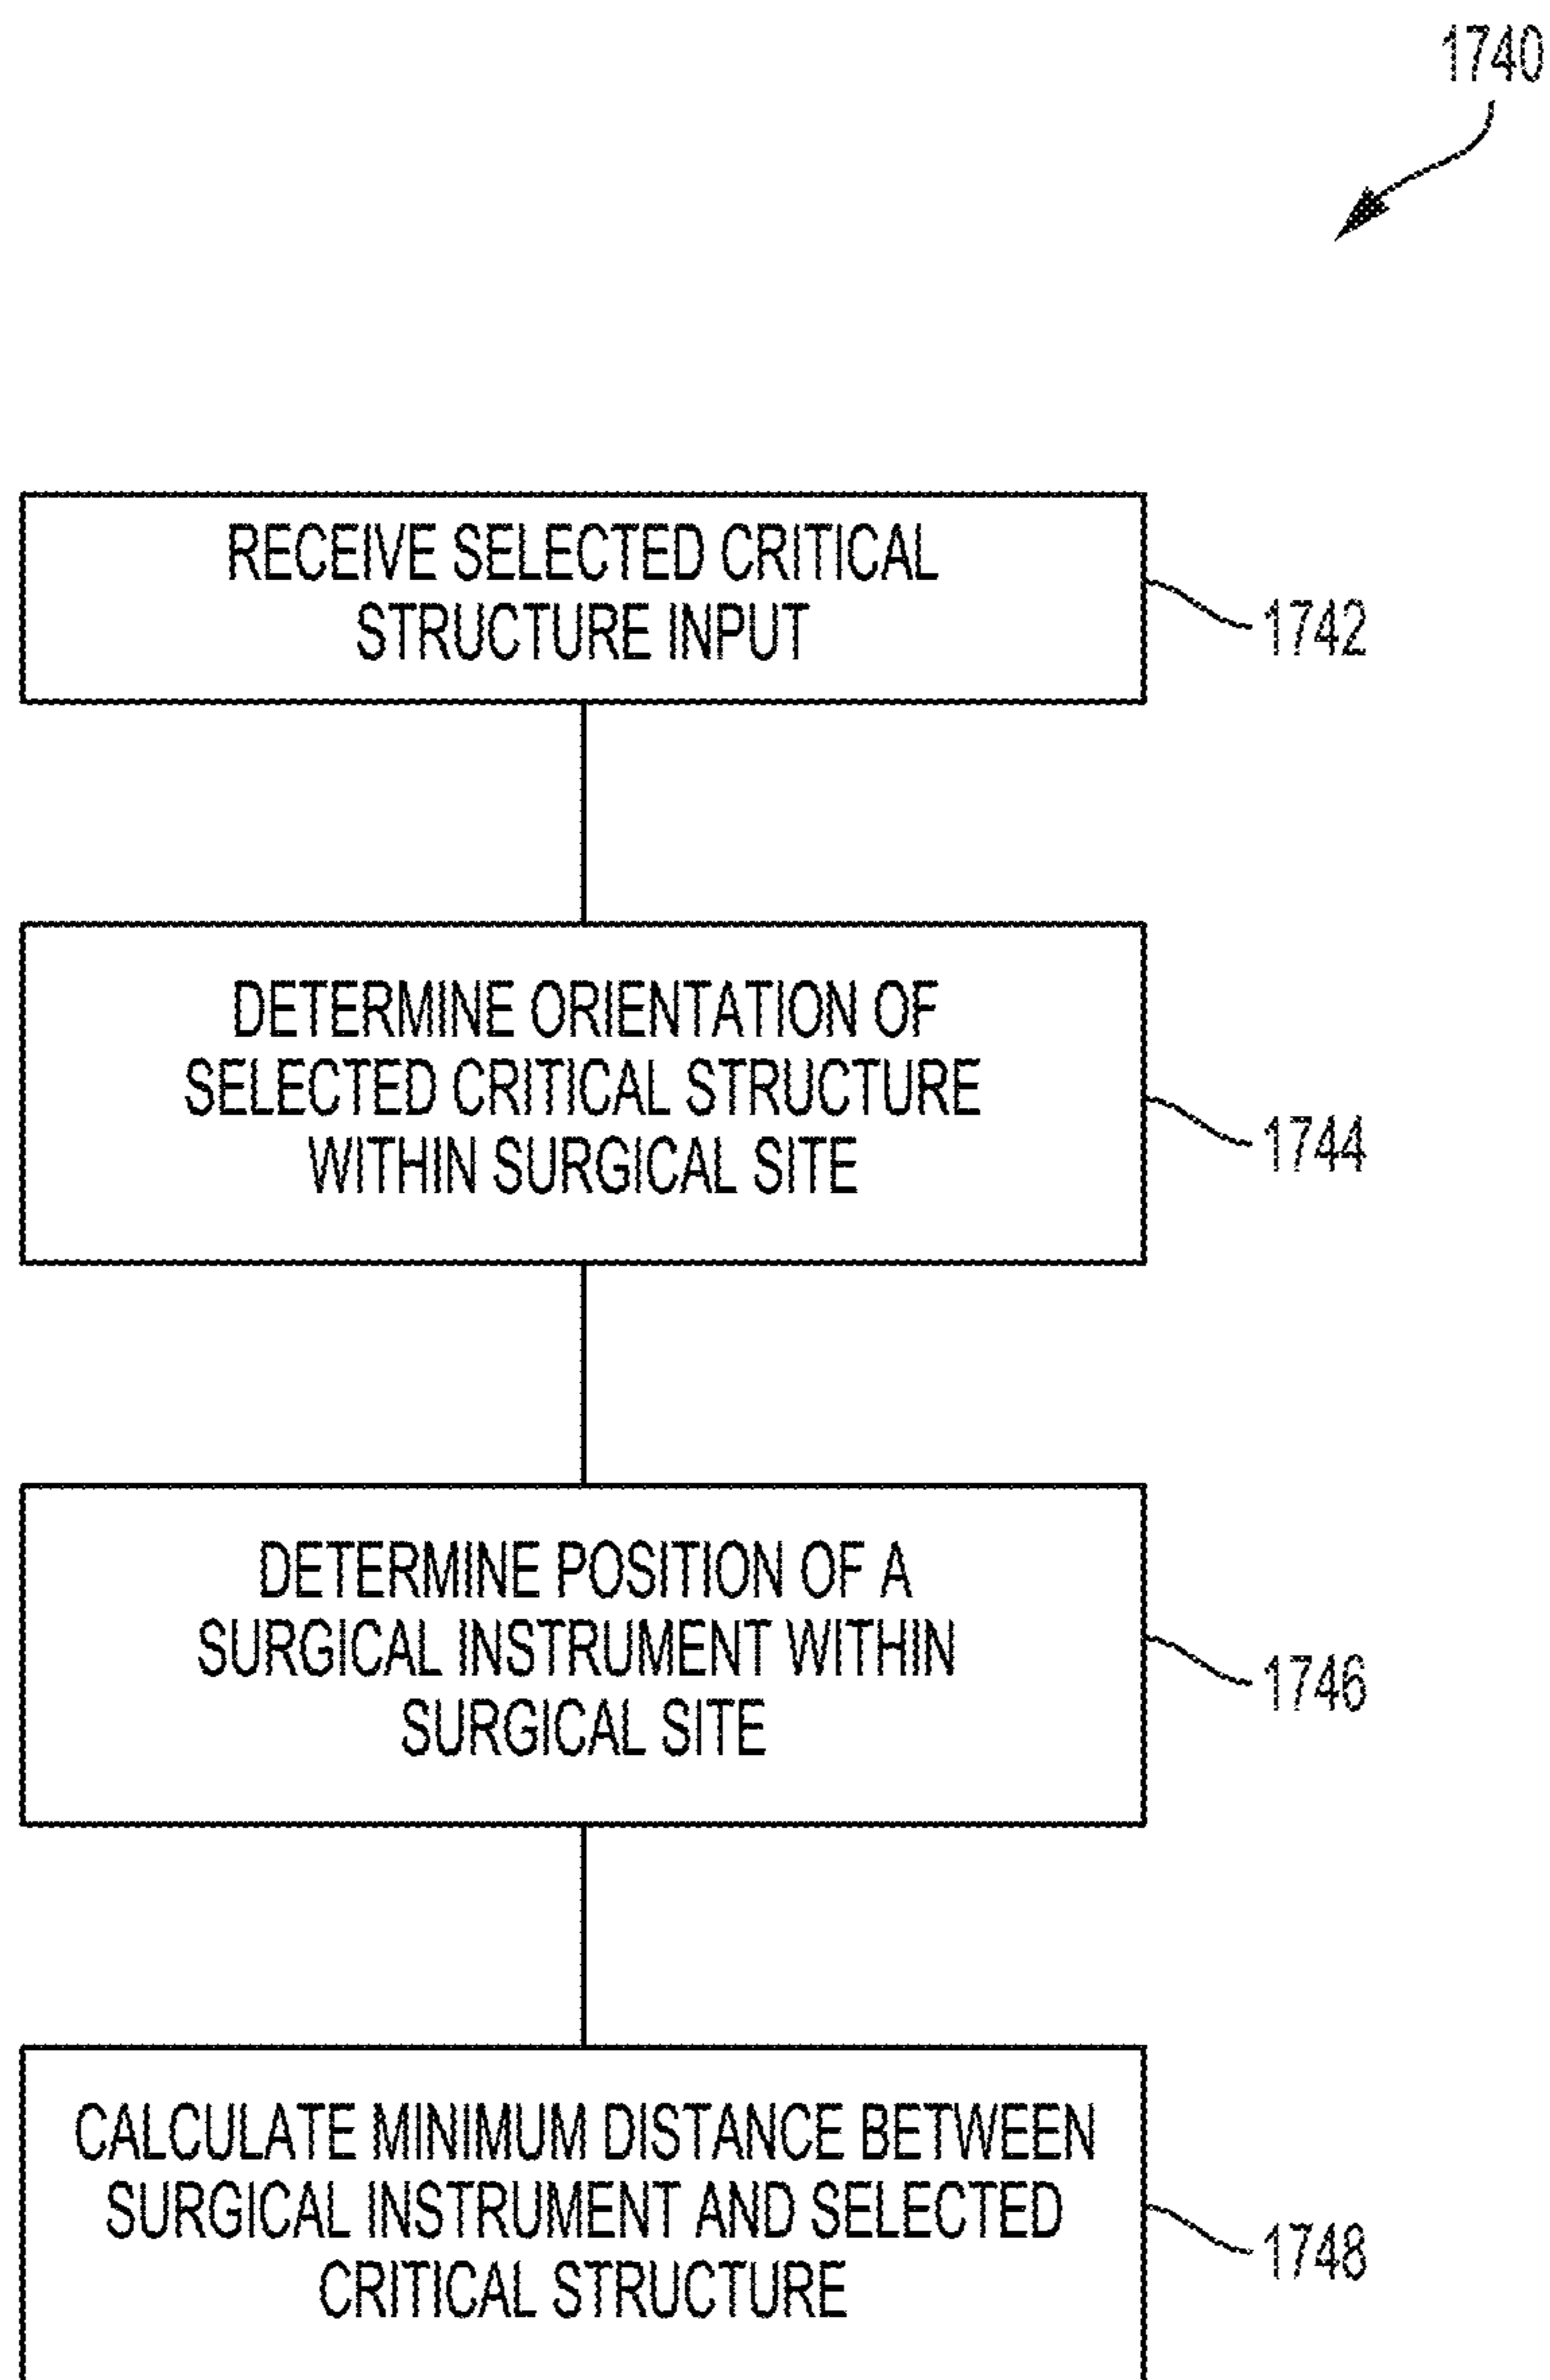 1740
RECEIVE SELECTED CRITICAL
STRUCTURE INPUT
1742
DETERMINE ORIENTATION OF
SELECTED CRITICAL STRUCTURE
WITHIN SURGICAL SITE
1744
DETERMINE POSITION OF A
SURGICAL INSTRUMENT WITHIN
SURGICAL SITE
1746
CALCULATE MINIMUM DISTANCE BETWEEN
SURGICAL INSTRUMENT AND SELECTED
CRITICAL STRUCTURE
1748